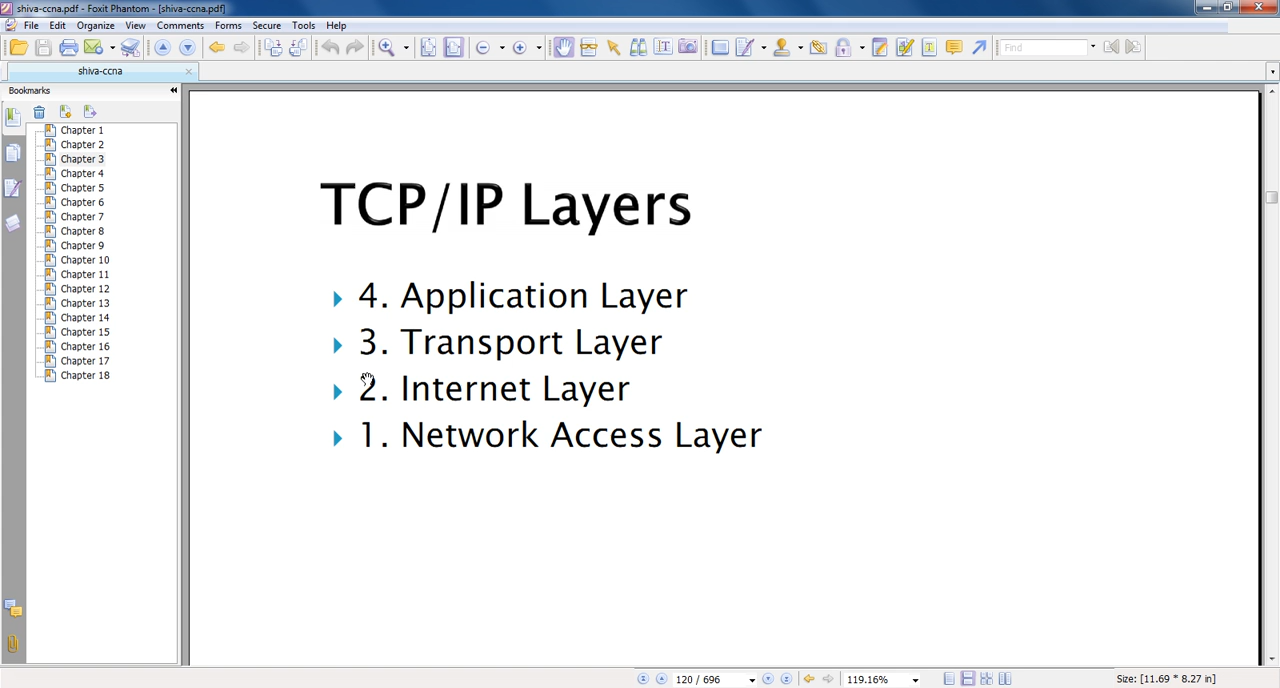 shiva-ccna.pdf - Foxit Phantom - [shiva-ccna.pdf]
File Edit Organize View Comments Forms Secure Tools Help
Find
shiva-ccna
Bookmarks
Chapter 1
Chapter 2
Chapter 3
Chapter 4
Chapter 5
Chapter 6
Chapter 7
Chapter 8
Chapter 9
Chapter 10
Chapter 11
Chapter 12
Chapter 13
Chapter 14
Chapter 15
Chapter 16
Chapter 17
Chapter 18
TCP/IP Layers
4. Application Layer
3. Transport Layer
2. Internet Layer
1. Network Access Layer
120 / 696 119.16% Size: [11.69 * 8.27 in]